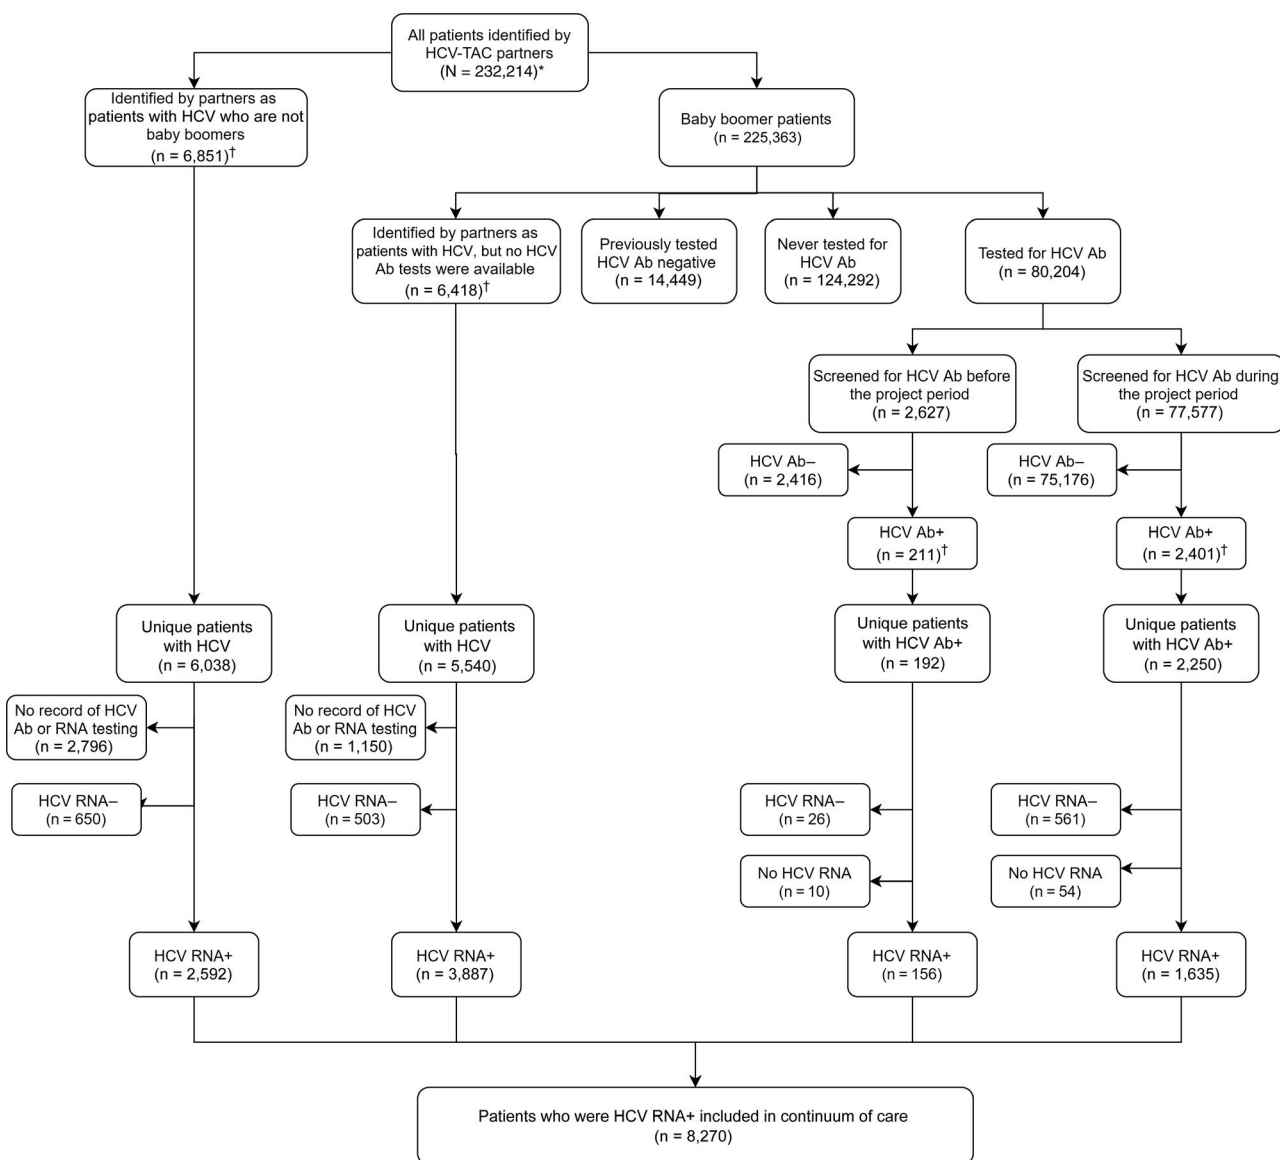 All patients identified by
HCV-TAC partners
(N = 232,214)*
Identified by partners as
patients with HCV who are not
baby boomers
(n = 6,851)†
Baby boomer patients
(n = 225,363)
Identified by partners as
patients with HCV, but no HCV
Ab tests were available
(n = 6,418)†
Previously tested
HCV Ab negative
(n = 14,449)
Never tested for
HCV Ab
(n = 124,292)
Tested for HCV Ab
(n = 80,204)
Screened for HCV Ab before
the project period
(n = 2,627)
Screened for HCV Ab during
the project period
(n = 77,577)
HCV Ab–
(n = 2,416)
HCV Ab–
(n = 75,176)
HCV Ab+
(n = 211)†
HCV Ab+
(n = 2,401)†
Unique patients
with HCV
(n = 6,038)
Unique patients
with HCV
(n = 5,540)
Unique patients
with HCV Ab+
(n = 192)
Unique patients
with HCV Ab+
(n = 2,250)
No record of HCV
Ab or RNA testing
(n = 2,796)
No record of HCV
Ab or RNA testing
(n = 1,150)
HCV RNA–
(n = 650)
HCV RNA–
(n = 503)
HCV RNA–
(n = 26)
HCV RNA–
(n = 561)
No HCV RNA
(n = 10)
No HCV RNA
(n = 54)
HCV RNA+
(n = 2,592)
HCV RNA+
(n = 3,887)
HCV RNA+
(n = 156)
HCV RNA+
(n = 1,635)
Patients who were HCV RNA+ included in continuum of care
(n = 8,270)